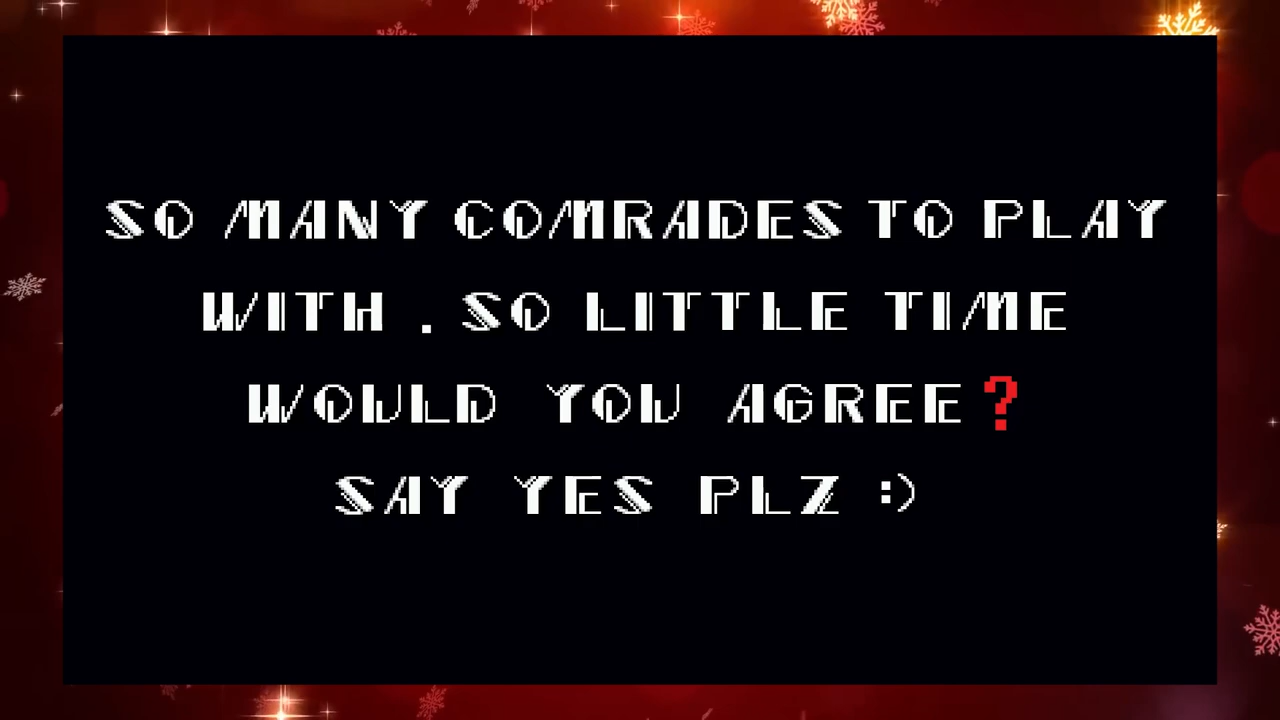 SO MANY COMRADES TO PLAY
WITH . SO LITTLE TIME
WOULD YOU AGREE❓
SAY YES PLZ :)